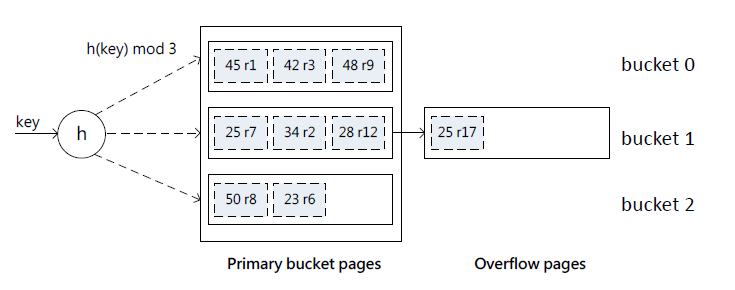 h(key) mod 3
45 r1 42 r3 48 r9 bucket 0
key h 25 r7 34 r2 28 r12 25 r17 bucket 1
50 r8 23 r6 bucket 2
Primary bucket pages Overflow pages